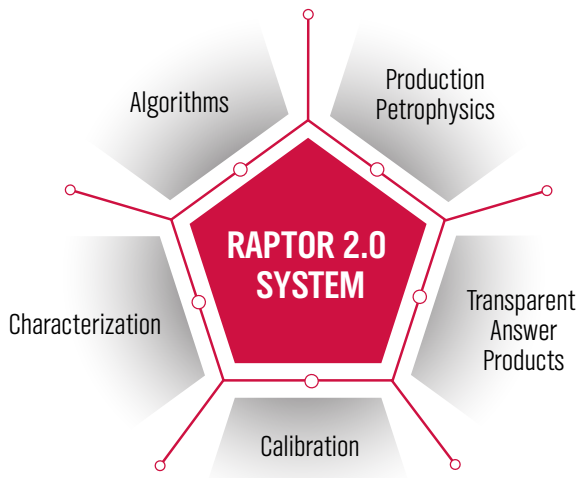 Algorithms
Production
Petrophysics
RAPTOR 2.0
SYSTEM
Characterization
Transparent
Answer
Products
Calibration